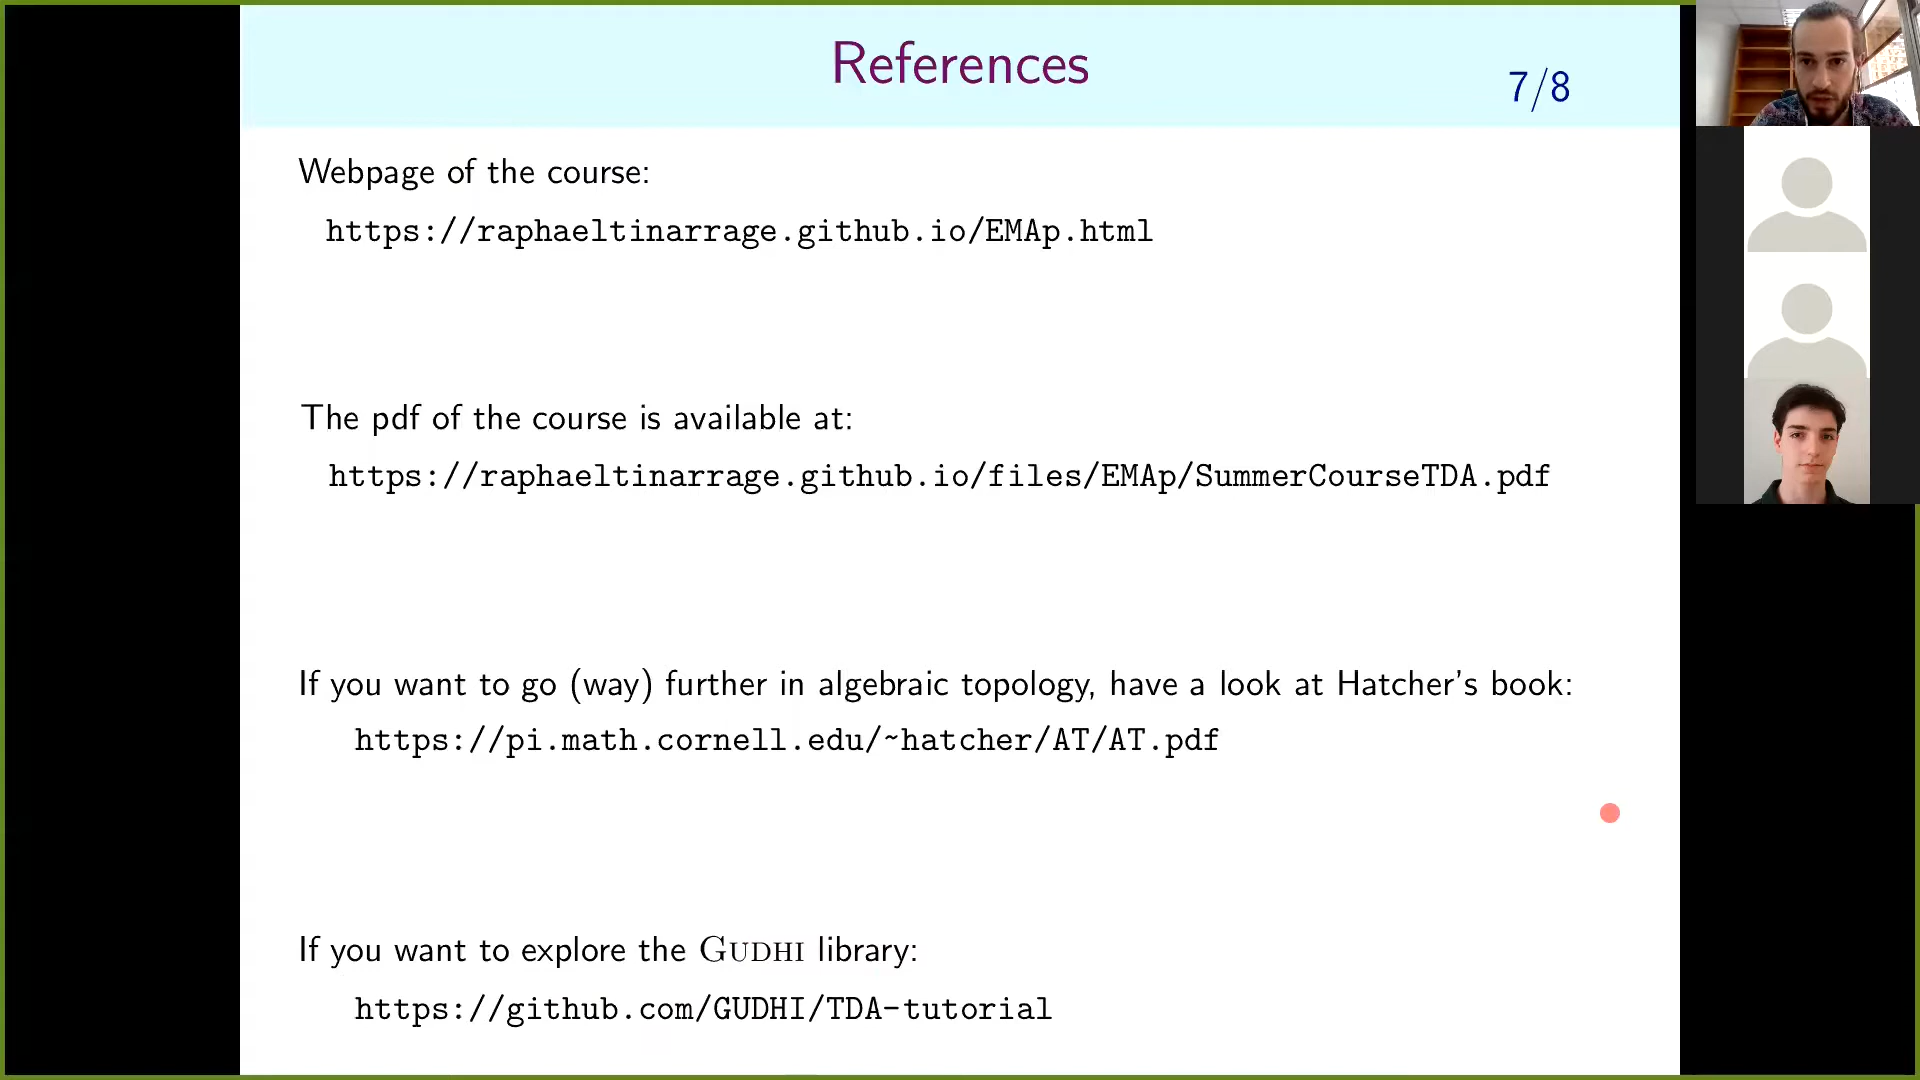 References
7/8
Webpage of the course:
https://raphaeltinarrage.github.io/EMAp.html
The pdf of the course is available at:
https://raphaeltinarrage.github.io/files/EMAp/SummerCourseTDA.pdf
If you want to go (way) further in algebraic topology, have a look at Hatcher's book:
https://pi.math.cornell.edu/~hatcher/AT/AT.pdf
If you want to explore the GUDHI library:
https://github.com/GUDHI/TDA-tutorial